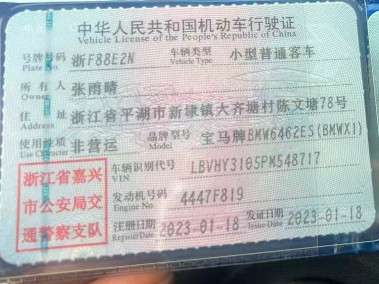 中华人民共和国机动车行驶证
Vehicle License of the People's Republic of China
号牌号码 浙F88E2N 车辆类型 小型普通客车
Plate No. Vehicle Type
所有人 张雨晴
Owner
住址 浙江省平湖市新埭镇大齐塘村陈文塘78号
Address
使用性质 非营运 品牌型号 宝马牌BMW6462ES(BMWX1)
Use Character Model
浙江省嘉兴
市公安局交
通警察支队
车辆识别代号 LBVHY3105PM548717
VIN
发动机号码 4447F819
Engine No.
注册日期 2023-01-18 发证日期 2023-01-18
Register Date Issue Date